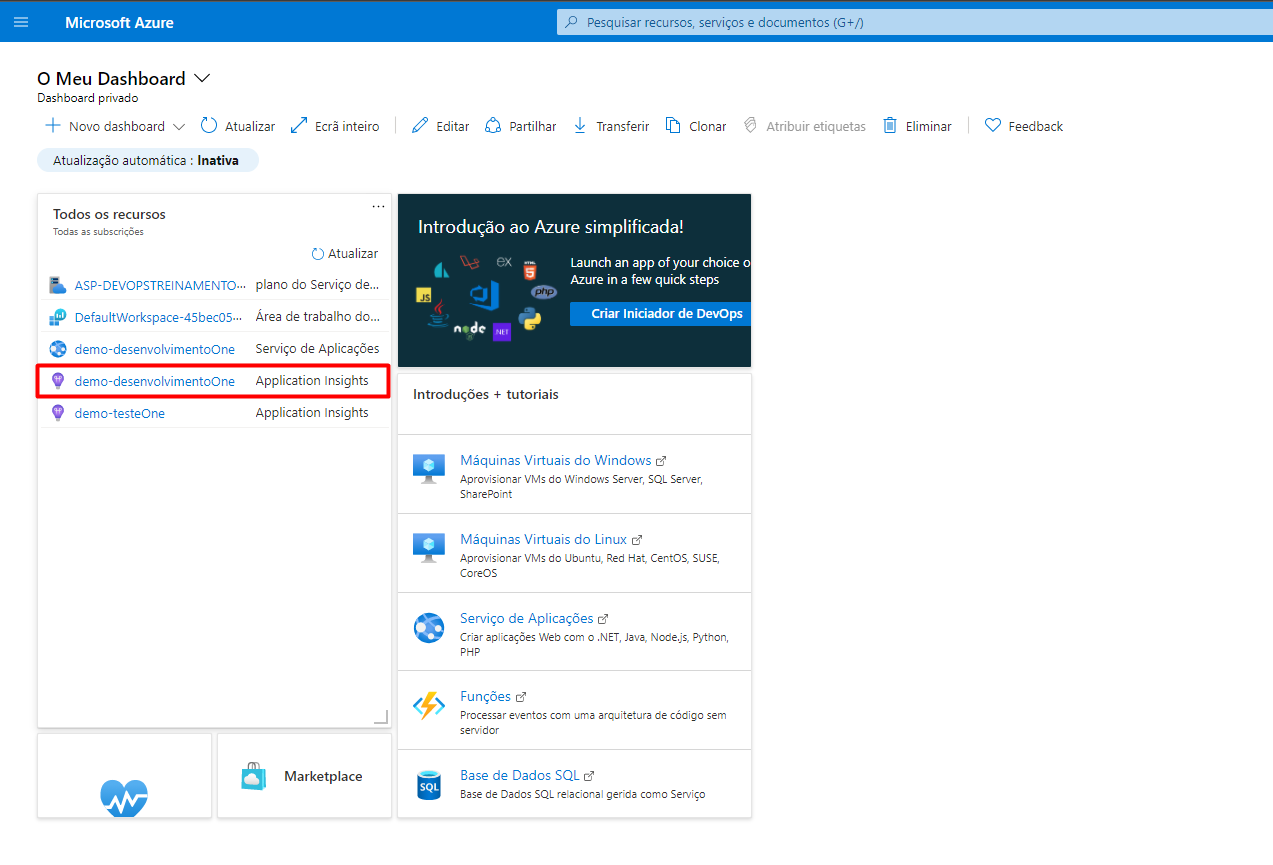 Microsoft Azure
Pesquisar recursos, serviços e documentos (G+/)
O Meu Dashboard
Dashboard privado
Novo dashboard
Atualizar
Ecrã inteiro
Editar
Partilhar
Transferir
Clonar
Atribuir etiquetas
Eliminar
Feedback
Atualização automática : Inativa
Todos os recursos
Todas as subscrições
Atualizar
ASP-DEVOPSTREINAMENTO... plano do Serviço de...
DefaultWorkspace-45bec05... Área de trabalho do...
demo-desenvolvimentoOne Serviço de Aplicações
demo-desenvolvimentoOne Application Insights
demo-testeOne Application Insights
Marketplace
Introdução ao Azure simplificada!
EX
HTML
JS
php
node
.NET
Launch an app of your choice o
Azure in a few quick steps
Criar Iniciador de DevOps
Introduções + tutoriais
Máquinas Virtuais do Windows
Aprovisionar VMs do Windows Server, SQL Server,
SharePoint
Máquinas Virtuais do Linux
Aprovisionar VMs do Ubuntu, Red Hat, CentOS, SUSE,
CoreOS
Serviço de Aplicações
Criar aplicações Web com o .NET, Java, Node.js, Python,
PHP
Funções
Processar eventos com uma arquitetura de código sem
servidor
SQL
Base de Dados SQL
Base de Dados SQL relacional gerida como Serviço